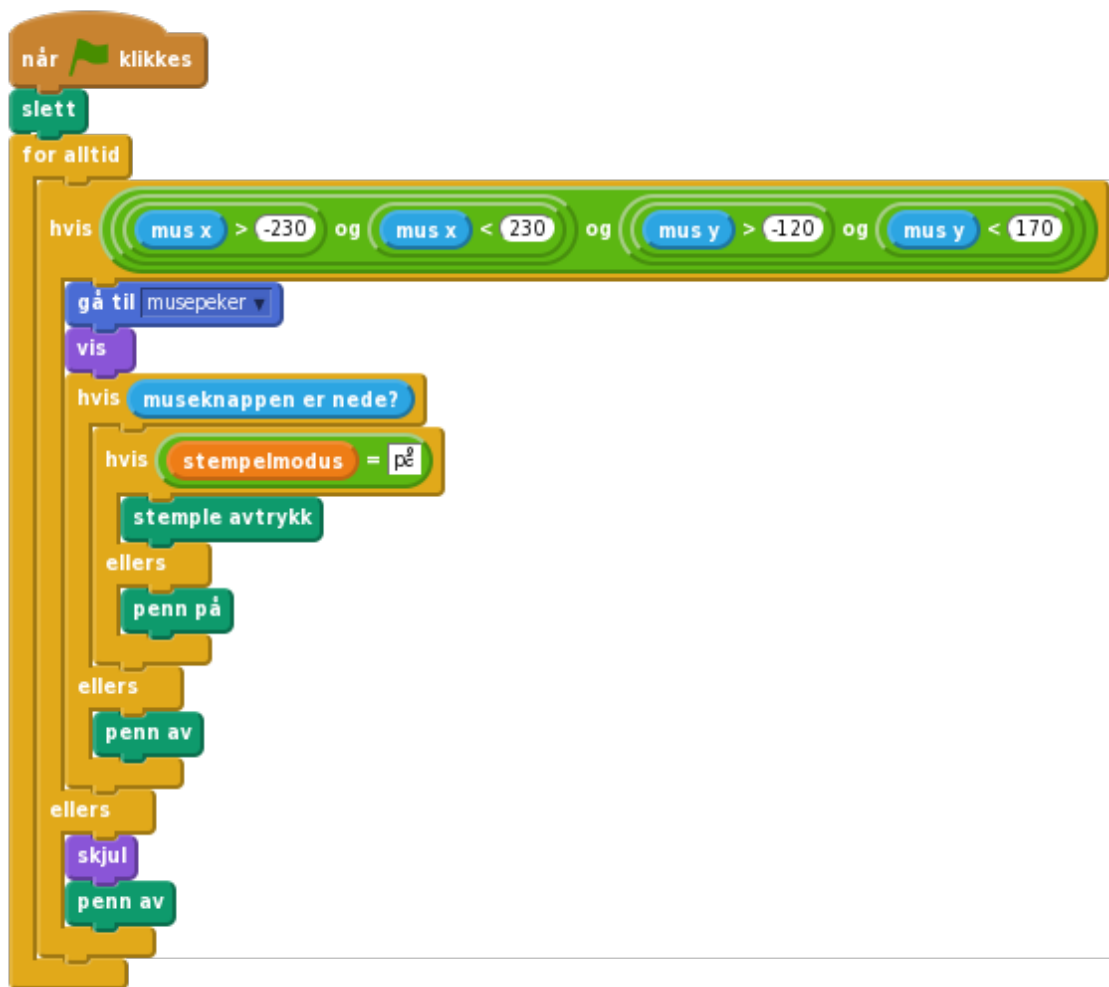 når klikkes
slett
for alltid
hvis mus x > -230 og mus x < 230 og mus y > -120 og mus y < 170
gå til musepeker
vis
hvis museknappen er nede?
hvis stempelmodus = på
stemple avtrykk
ellers
penn på
ellers
penn av
ellers
skjul
penn av